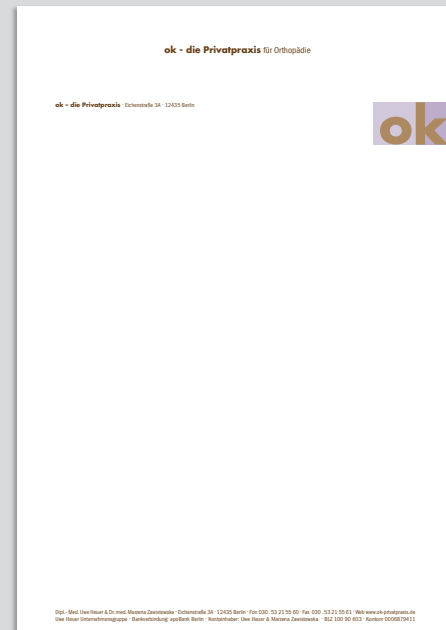 ok - die Privatpraxis für Orthopädie
ok – die Privatpraxis · Eichenstraße 3A · 12435 Berlin
ok
Dipl.- Med. Uwe Heuer & Dr. med. Marzena Zawistowska · Eichenstraße 3A · 12435 Berlin · Fon 030 . 53 21 55 60 · Fax 030 . 53 21 55 61 · Web www.ok-privatpraxis.de
Uwe Heuer Unternehmensgruppe · Bankverbindung: apoBank Berlin · Kontoinhaber: Uwe Heuer & Marzena Zawistowska · BLZ 100 90 603 · Kontonr 0006879411